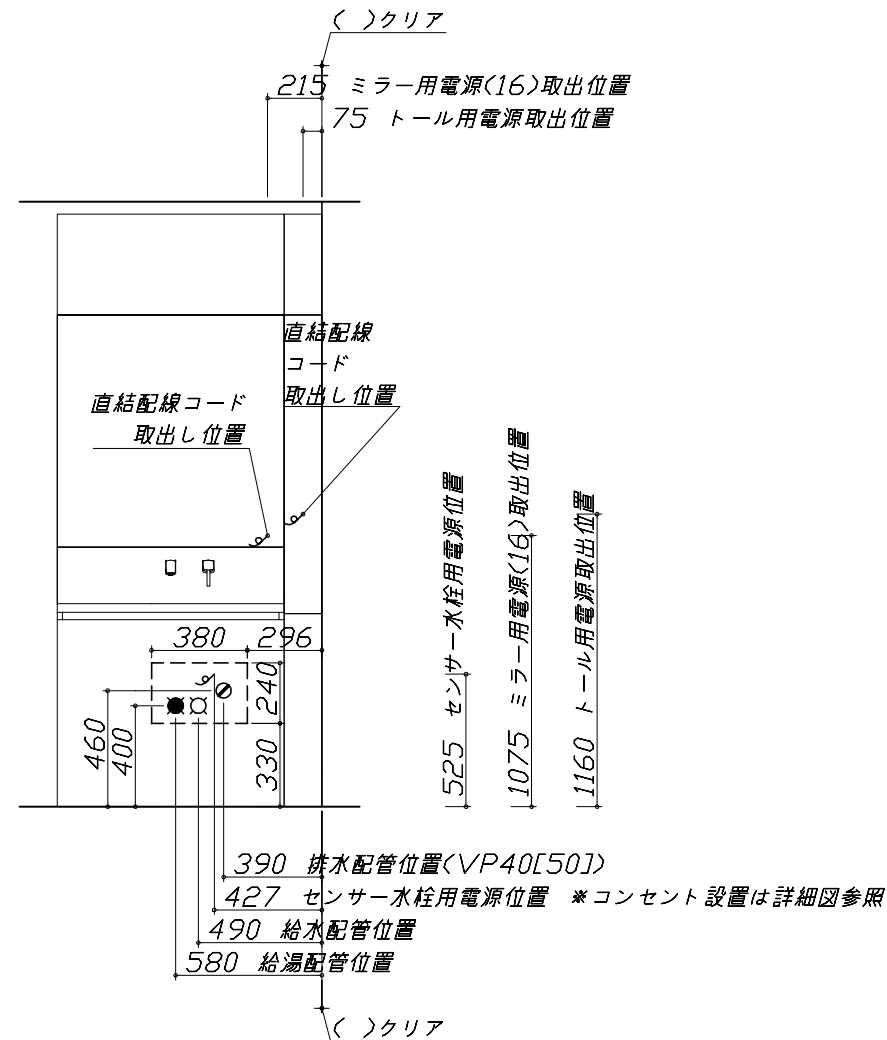 ( )クリア
215 ミラー用電源(16)取出位置
75 トール用電源取出位置
直結配線
コード
取出し位置
直結配線コード
取出し位置
525 センサー水栓用電源位置
1075 ミラー用電源(16)取出位置
1160 トール用電源取出位置
380 296
240
330
460
400
390 排水配管位置(VP40[50])
427 センサー水栓用電源位置 ※コンセント設置は詳細図参照
490 給水配管位置
580 給湯配管位置
( )クリア